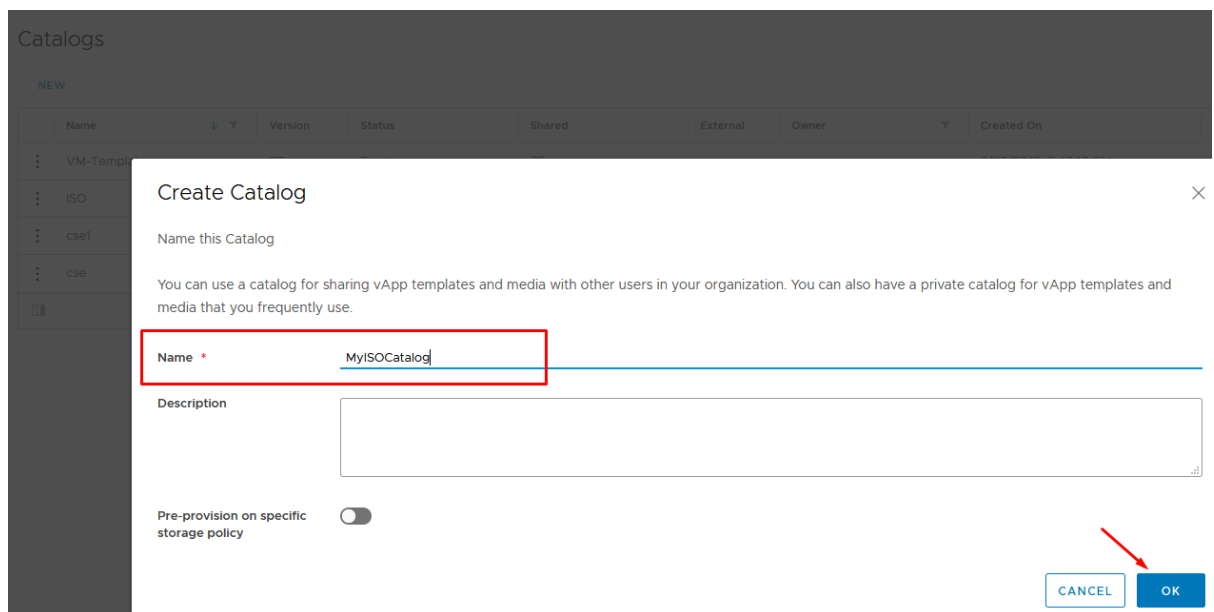 Catalogs
NEW
Name Version Status Shared External Owner Created On
VM-Templa
ISO
cse1
cse
Create Catalog
Name this Catalog
You can use a catalog for sharing vApp templates and media with other users in your organization. You can also have a private catalog for vApp templates and
media that you frequently use.
Name * MyISOCatalog
Description
Pre-provision on specific
storage policy
CANCEL OK